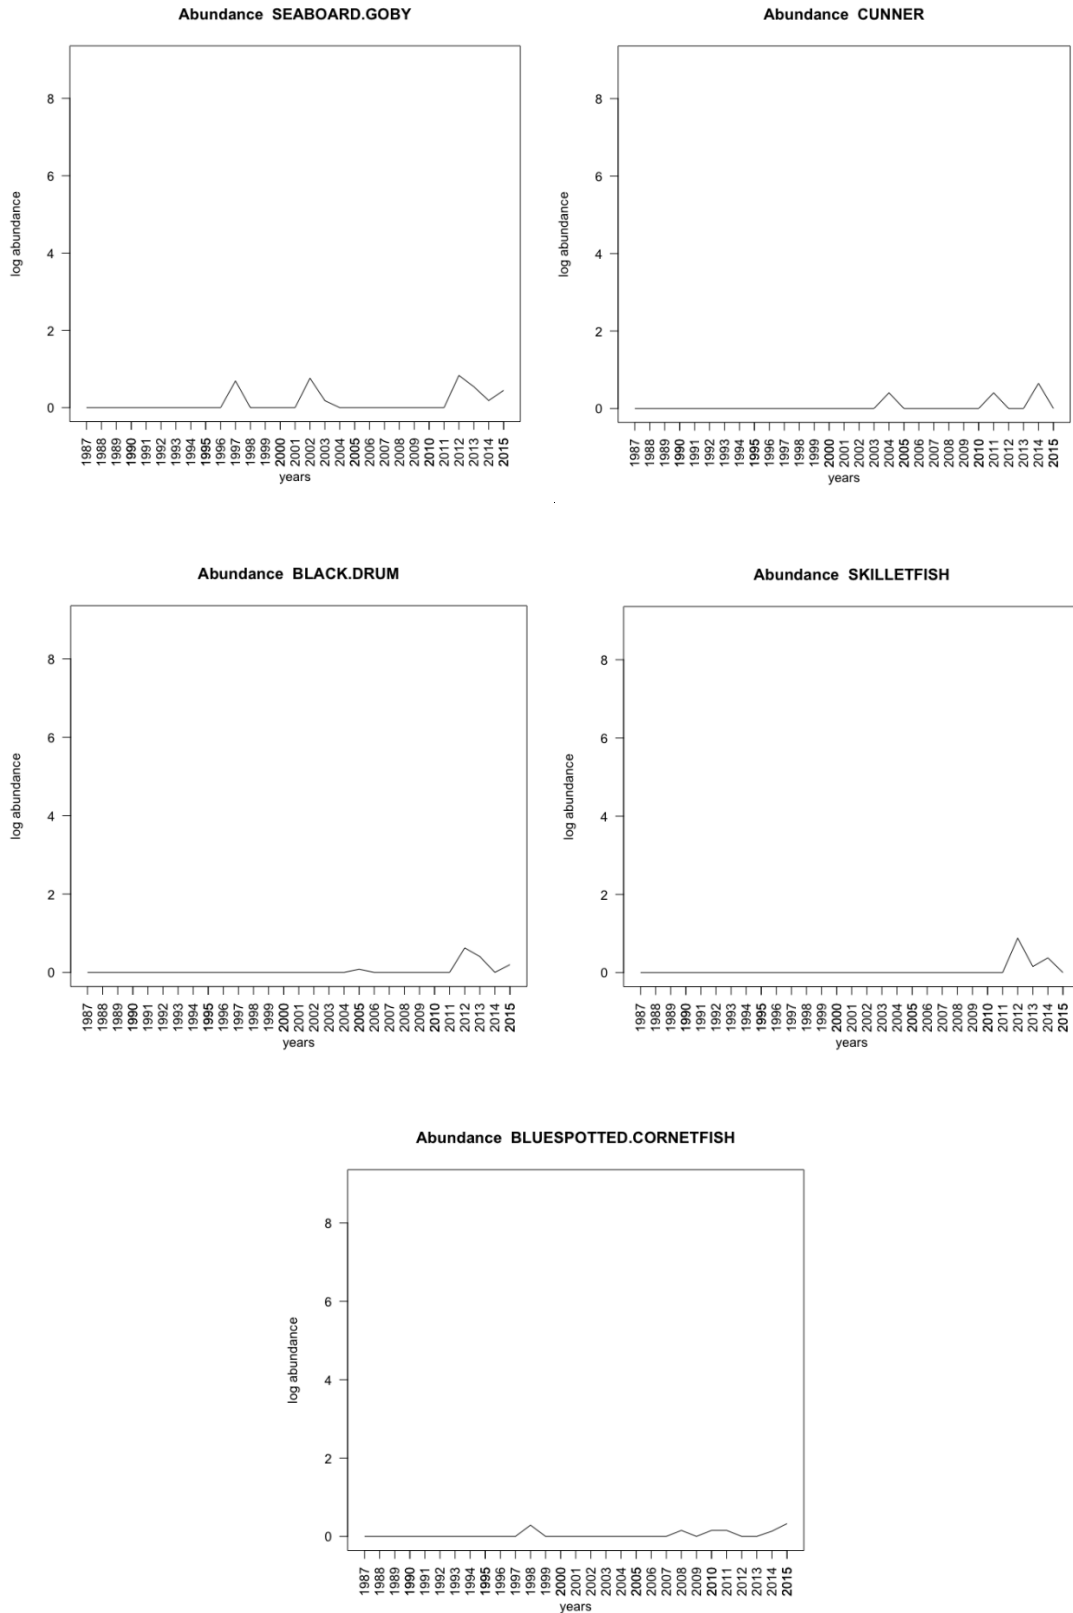 Abundance  SEABOARD.GOBY
log abundance
8
6
4
2
0
1987 1988 1989 1990 1991 1992 1993 1994 1995 1996 1997 1998 1999 2000 2001 2002 2003 2004 2005 2006 2007 2008 2009 2010 2011 2012 2013 2014 2015
years
Abundance  CUNNER
log abundance
8
6
4
2
0
1987 1988 1989 1990 1991 1992 1993 1994 1995 1996 1997 1998 1999 2000 2001 2002 2003 2004 2005 2006 2007 2008 2009 2010 2011 2012 2013 2014 2015
years
Abundance  BLACK.DRUM
log abundance
8
6
4
2
0
1987 1988 1989 1990 1991 1992 1993 1994 1995 1996 1997 1998 1999 2000 2001 2002 2003 2004 2005 2006 2007 2008 2009 2010 2011 2012 2013 2014 2015
years
Abundance  SKILLETFISH
log abundance
8
6
4
2
0
1987 1988 1989 1990 1991 1992 1993 1994 1995 1996 1997 1998 1999 2000 2001 2002 2003 2004 2005 2006 2007 2008 2009 2010 2011 2012 2013 2014 2015
years
Abundance  BLUESPOTTED.CORNETFISH
log abundance
8
6
4
2
0
1987 1988 1989 1990 1991 1992 1993 1994 1995 1996 1997 1998 1999 2000 2001 2002 2003 2004 2005 2006 2007 2008 2009 2010 2011 2012 2013 2014 2015
years